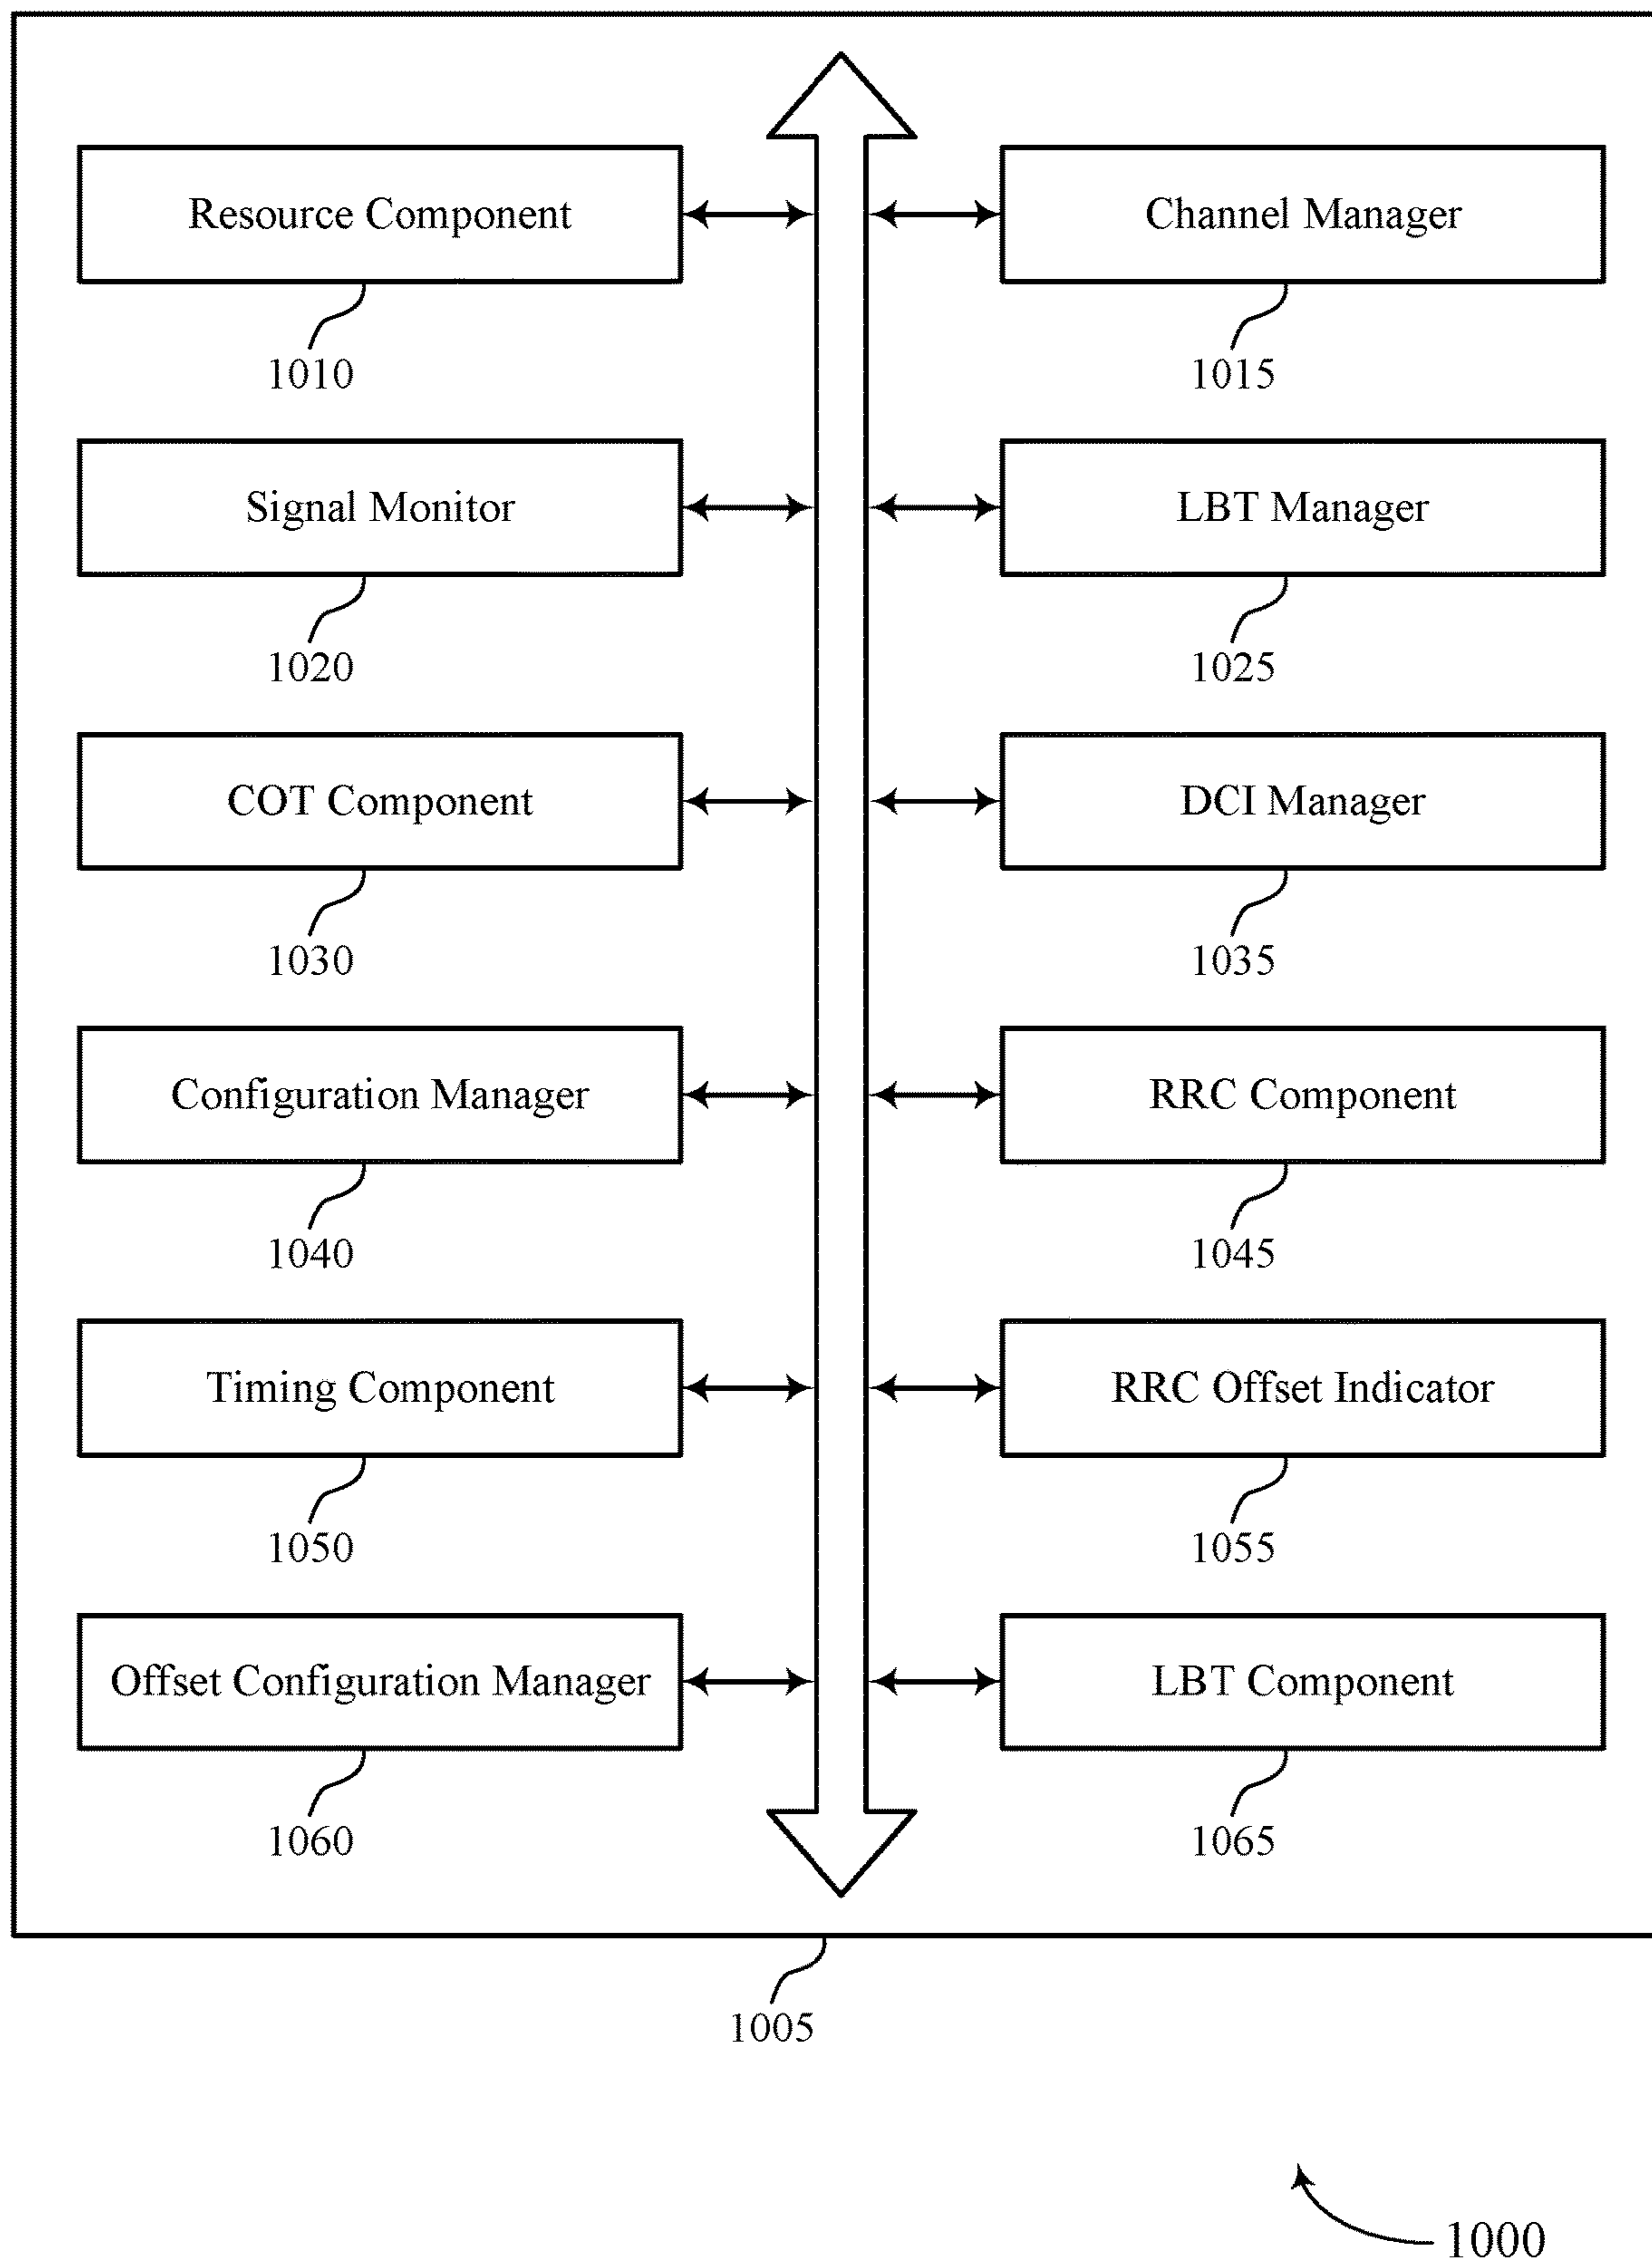 Resource Component
Channel Manager
1010
1015
Signal Monitor
LBT Manager
1020
1025
COT Component
DCI Manager
1030
1035
Configuration Manager
RRC Component
1040
1045
Timing Component
RRC Offset Indicator
1050
1055
Offset Configuration Manager
LBT Component
1060
1065
1005
1000